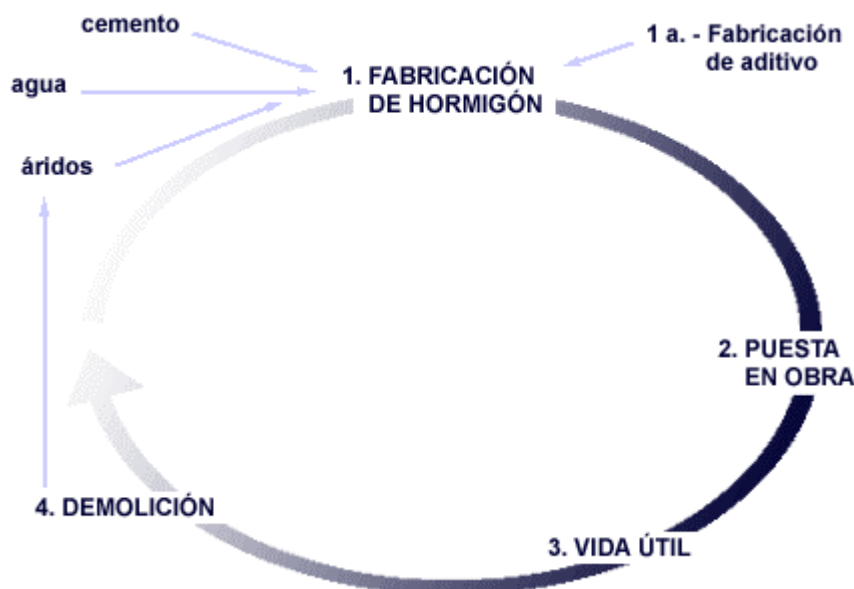 cemento
1 a. - Fabricación
de aditivo
1. FABRICACIÓN
DE HORMIGÓN
agua
áridos
2. PUESTA
EN OBRA
4. DEMOLICIÓN
3. VIDA ÚTIL